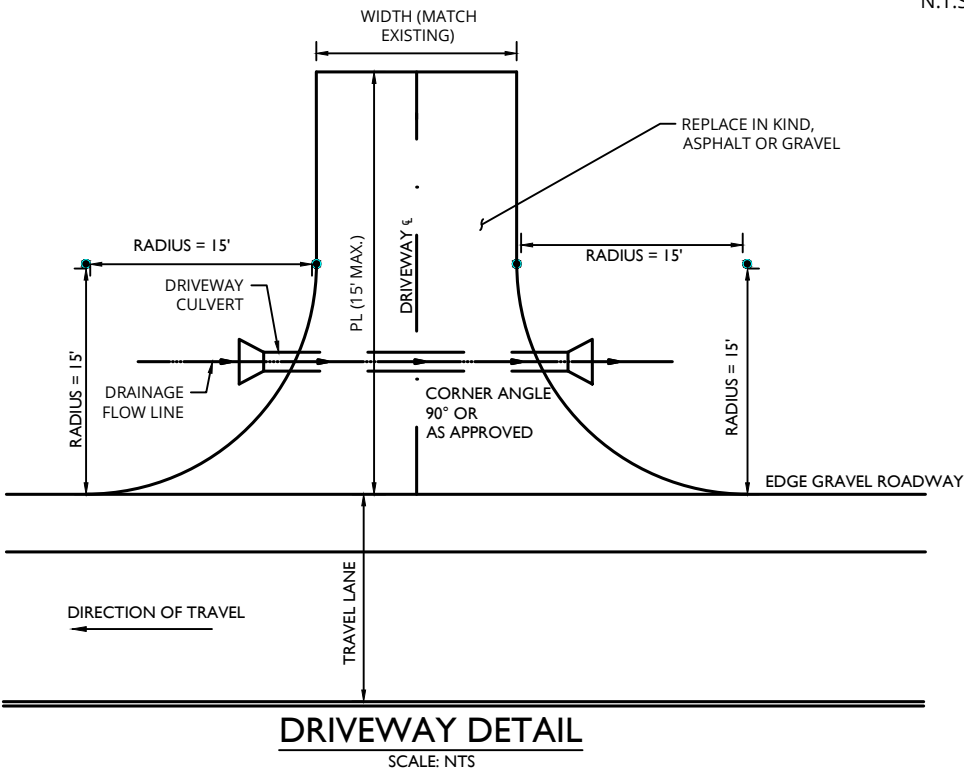 N.T.S
WIDTH (MATCH
EXISTING)
REPLACE IN KIND,
ASPHALT OR GRAVEL
RADIUS = 15'
RADIUS = 15'
PL (15' MAX.)
DRIVEWAY ℄
DRIVEWAY
CULVERT
RADIUS = 15'
RADIUS = 15'
DRAINAGE
FLOW LINE
CORNER ANGLE
90° OR
AS APPROVED
EDGE GRAVEL ROADWAY
TRAVEL LANE
DIRECTION OF TRAVEL
DRIVEWAY DETAIL
SCALE: NTS